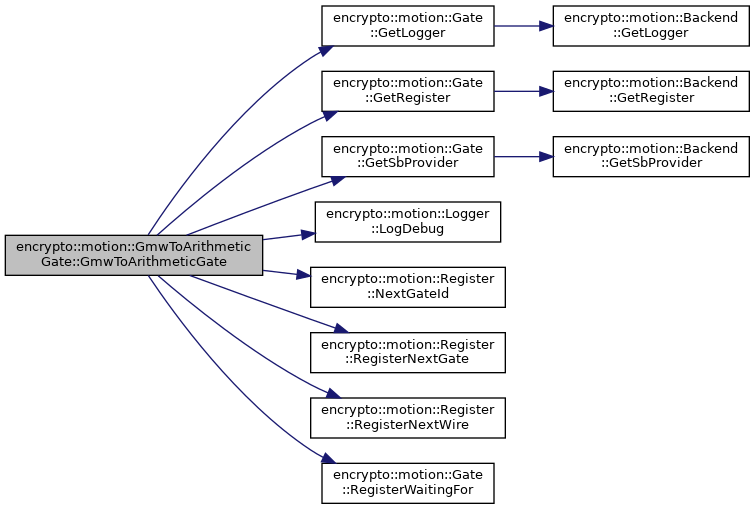 encrypto::motion::Gate
::GetLogger
encrypto::motion::Backend
::GetLogger
encrypto::motion::Gate
::GetRegister
encrypto::motion::Backend
::GetRegister
encrypto::motion::Gate
::GetSbProvider
encrypto::motion::Backend
::GetSbProvider
encrypto::motion::Logger
::LogDebug
encrypto::motion::GmwToArithmetic
Gate::GmwToArithmeticGate
encrypto::motion::Register
::NextGateId
encrypto::motion::Register
::RegisterNextGate
encrypto::motion::Register
::RegisterNextWire
encrypto::motion::Gate
::RegisterWaitingFor